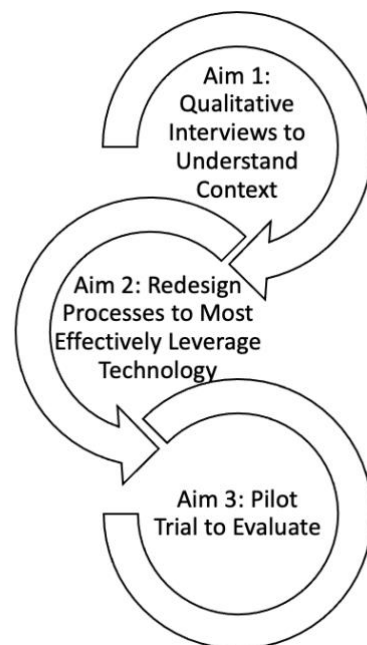 Aim 1:
Qualitative
Interviews to
Understand
Context
Aim 2: Redesign
Processes to Most
Effectively Leverage
Technology
Aim 3: Pilot
Trial to Evaluate